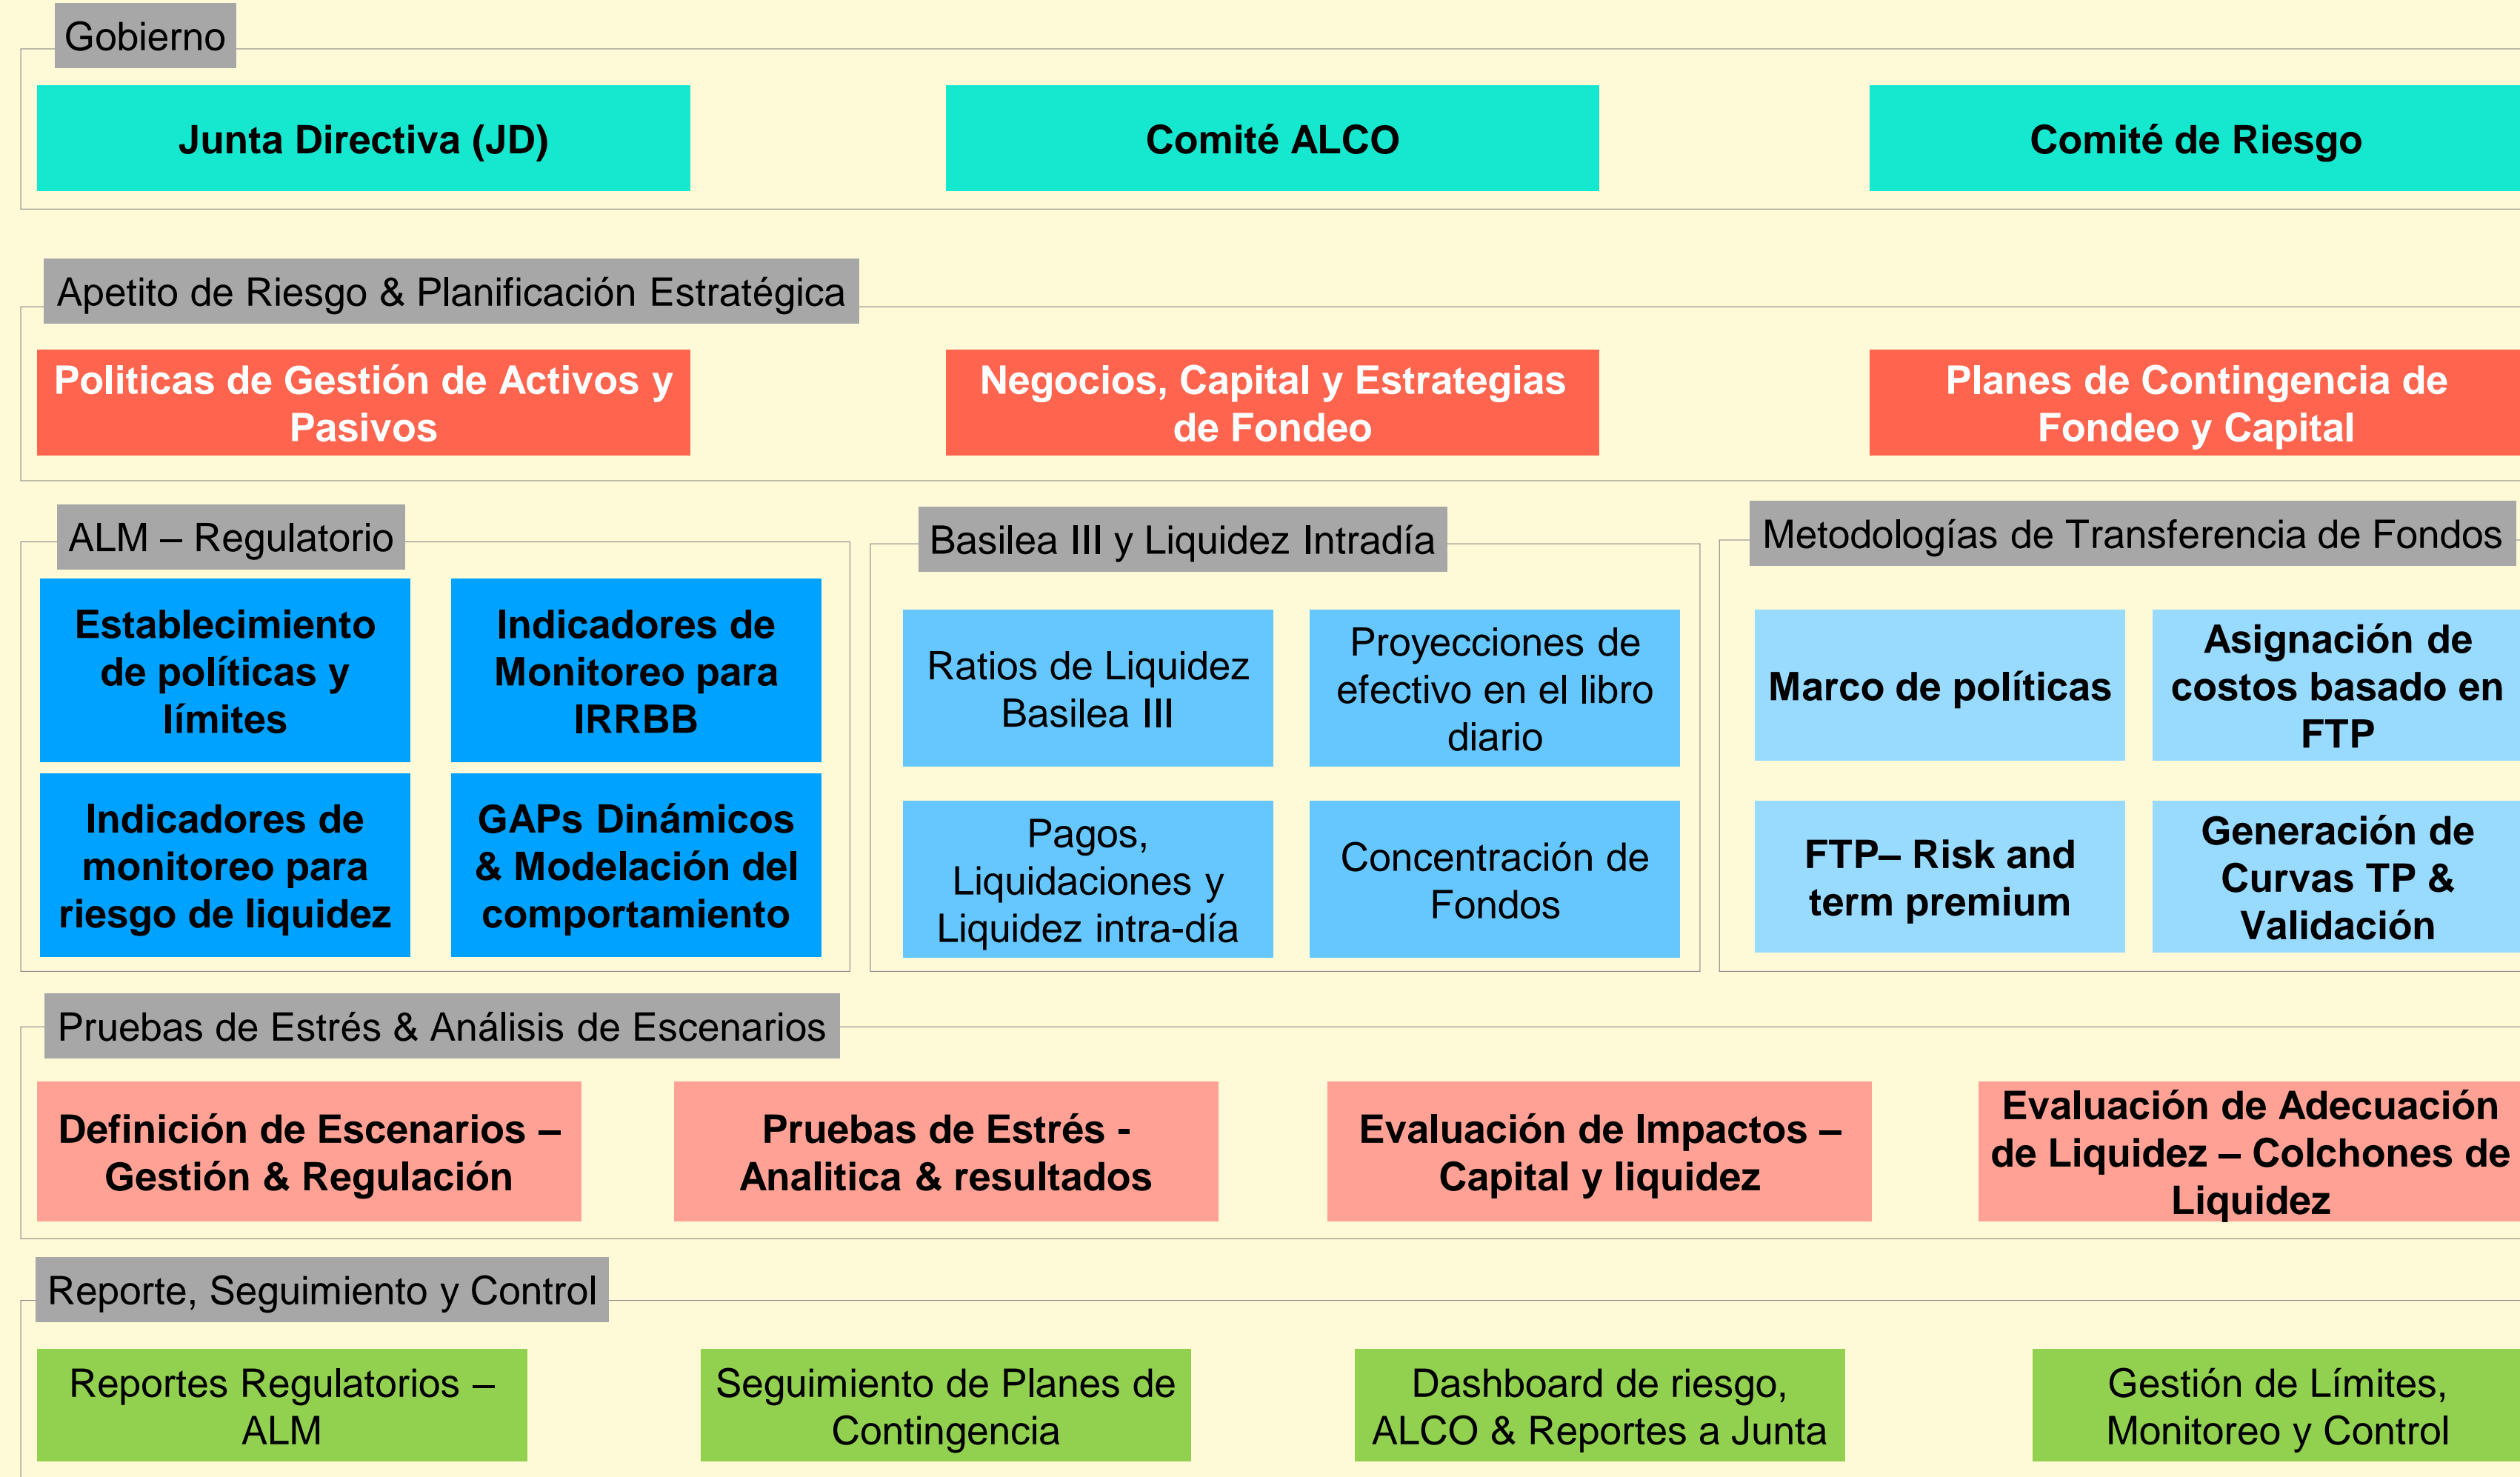 Gobierno
Junta Directiva (JD)
Comité ALCO
Comité de Riesgo
Apetito de Riesgo & Planificación Estratégica
Politicas de Gestión de Activos y
Pasivos
Negocios, Capital y Estrategias
de Fondeo
Planes de Contingencia de
Fondeo y Capital
ALM – Regulatorio
Establecimiento
de políticas y
límites
Indicadores de
Monitoreo para
IRRBB
Indicadores de
monitoreo para
riesgo de liquidez
GAPs Dinámicos
& Modelación del
comportamiento
Basilea III y Liquidez Intradía
Ratios de Liquidez
Basilea III
Proyecciones de
efectivo en el libro
diario
Pagos,
Liquidaciones y
Liquidez intra-día
Concentración de
Fondos
Metodologías de Transferencia de Fondos
Marco de políticas
Asignación de
costos basado en
FTP
FTP– Risk and
term premium
Generación de
Curvas TP &
Validación
Pruebas de Estrés & Análisis de Escenarios
Definición de Escenarios –
Gestión & Regulación
Pruebas de Estrés -
Analitica & resultados
Evaluación de Impactos –
Capital y liquidez
Evaluación de Adecuación
de Liquidez – Colchones de
Liquidez
Reporte, Seguimiento y Control
Reportes Regulatorios –
ALM
Seguimiento de Planes de
Contingencia
Dashboard de riesgo,
ALCO & Reportes a Junta
Gestión de Límites,
Monitoreo y Control